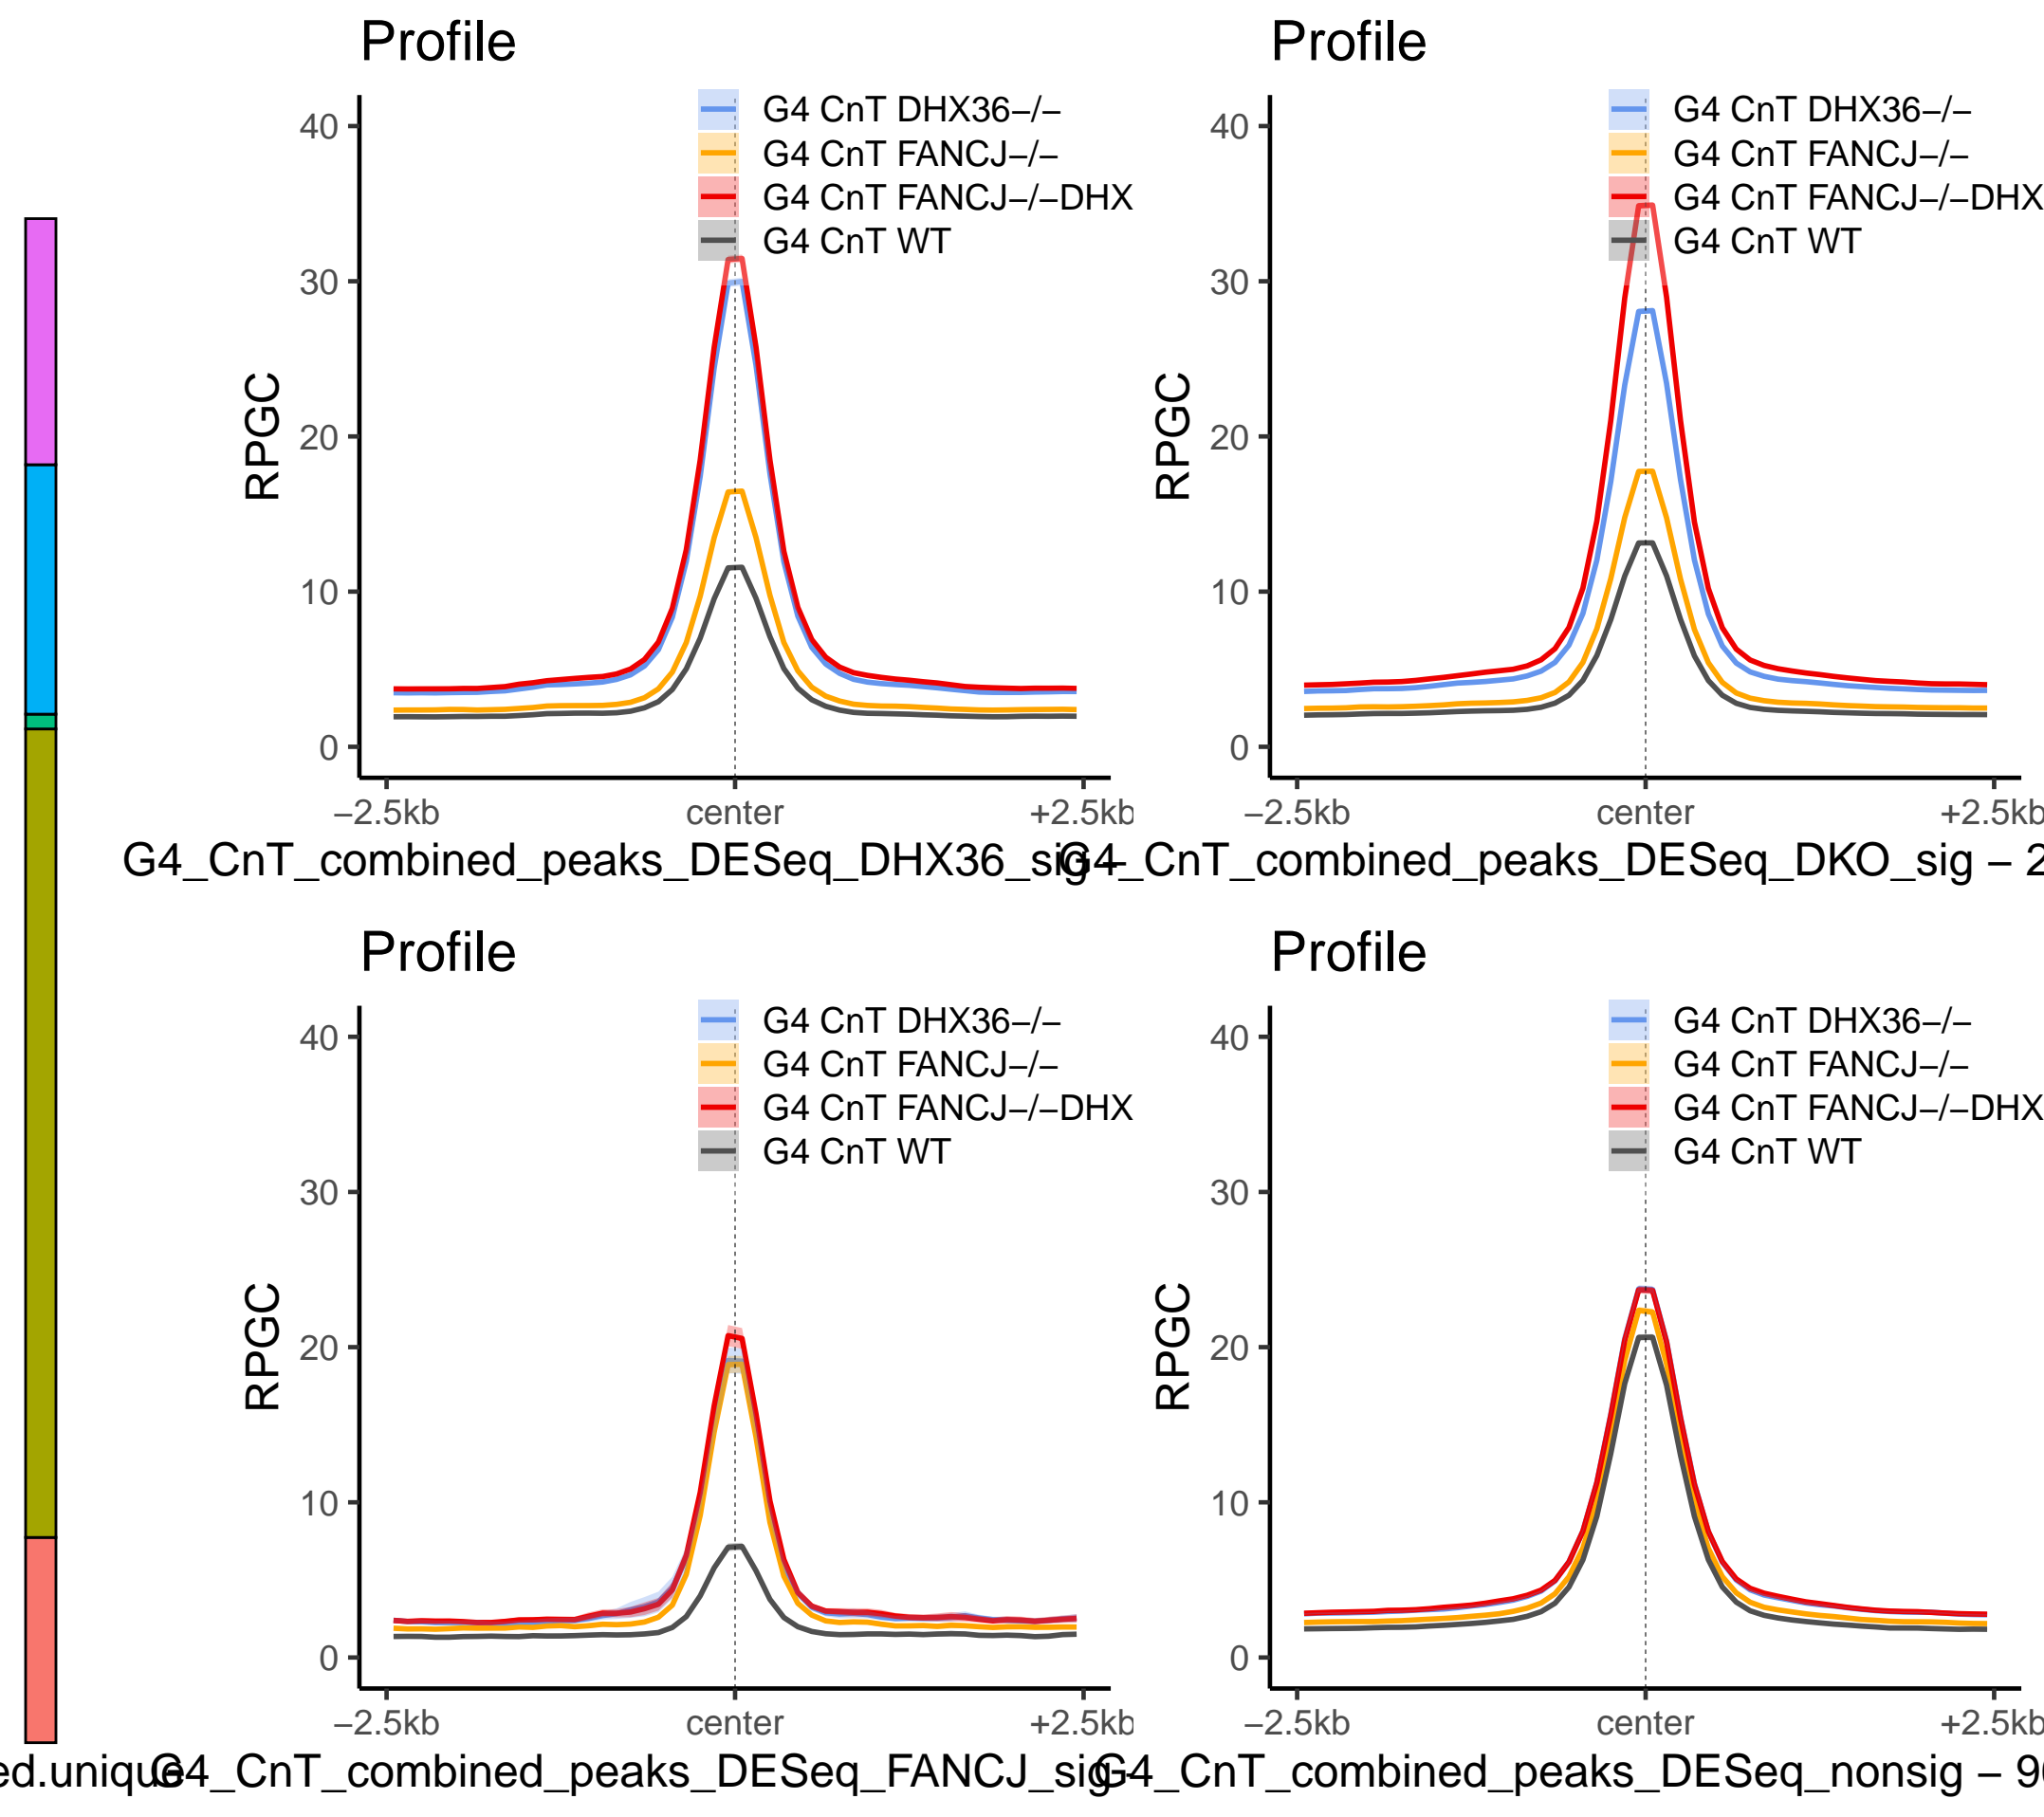 Profile
G4 CnT DHX36–/–
G4 CnT FANCJ–/–
G4 CnT FANCJ–/–DHX
G4 CnT WT
40
30
20
10
0
RPGC
–2.5kb
center
+2.5kb
G4_CnT_combined_peaks_DESeq_DHX36_sig –
Profile
G4 CnT DHX36–/–
G4 CnT FANCJ–/–
G4 CnT FANCJ–/–DHX
G4 CnT WT
40
30
20
10
0
RPGC
–2.5kb
center
+2.5kb
G4_CnT_combined_peaks_DESeq_DKO_sig – 2
Profile
G4 CnT DHX36–/–
G4 CnT FANCJ–/–
G4 CnT FANCJ–/–DHX
G4 CnT WT
40
30
20
10
0
RPGC
–2.5kb
center
+2.5kb
ed.unique
G4_CnT_combined_peaks_DESeq_FANCJ_sig –
Profile
G4 CnT DHX36–/–
G4 CnT FANCJ–/–
G4 CnT FANCJ–/–DHX
G4 CnT WT
40
30
20
10
0
RPGC
–2.5kb
center
+2.5kb
G4_CnT_combined_peaks_DESeq_nonsig – 9